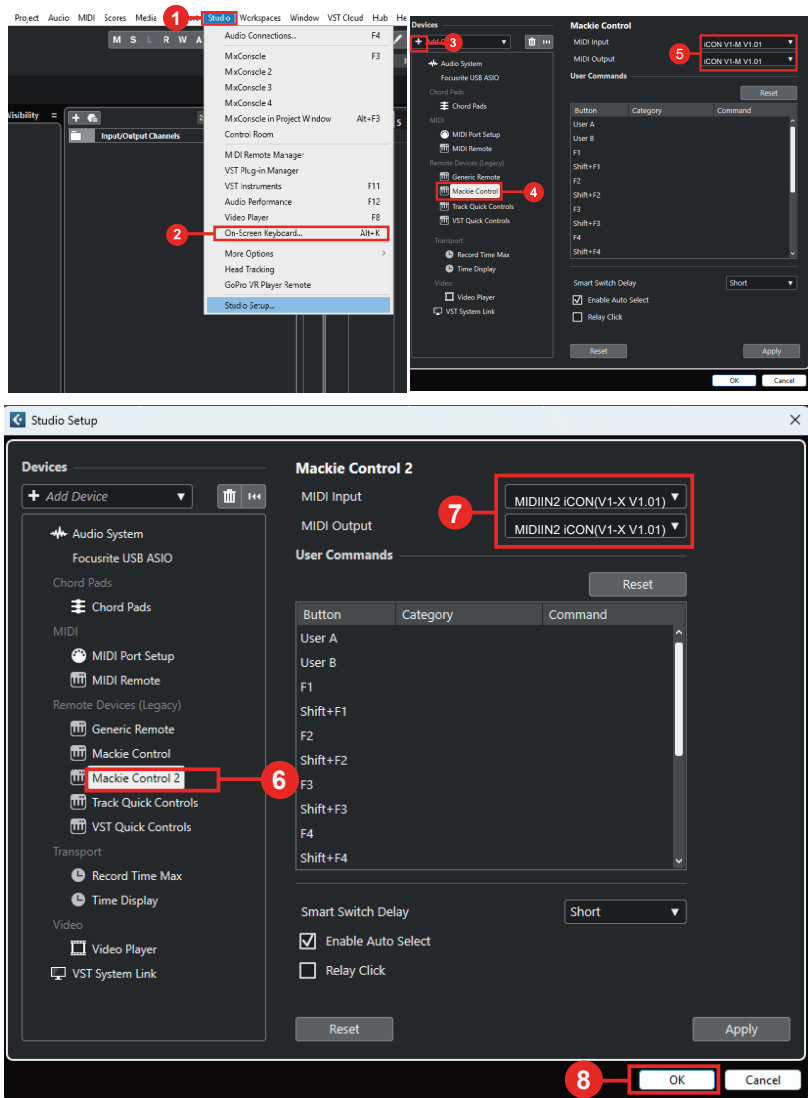 Project Audio MIDI Scores Media Studio Workspaces Window VST Cloud Hub He
1
M S L R W A
Audio Connections... F4
MixConsole F3
MixConsole 2
MixConsole 3
MixConsole 4
MixConsole in Project Window Alt+F3
Control Room
MIDI Remote Manager
VST Plug-in Manager
VST Instruments F11
Audio Performance F12
Video Player F8
2
On-Screen Keyboard... Alt+K
More Options >
Head Tracking
GoPro VR Player Remote
Studio Setup...
Visibility
Input/Output Channels
2
S
Devices
3
Audio System
Focusrite USB ASIO
Chord Pads
Chord Pads
MIDI
MIDI Port Setup
MIDI Remote
Remote Devices (Legacy)
Generic Remote
Mackie Control
4
Track Quick Controls
VST Quick Controls
Transport
Record Time Max
Time Display
Video
Video Player
VST System Link
Mackie Control
MIDI Input iCON V1-M V1.01
5
MIDI Output iCON V1-M V1.01
User Commands
Reset
Button Category Command
User A
User B
F1
Shift+F1
F2
Shift+F2
F3
Shift+F3
F4
Shift+F4
Smart Switch Delay Short
Enable Auto Select
Relay Click
Reset Apply
OK Cancel
Studio Setup
Devices
Add Device
Audio System
Focusrite USB ASIO
Chord Pads
Chord Pads
MIDI
MIDI Port Setup
MIDI Remote
Remote Devices (Legacy)
Generic Remote
Mackie Control
Mackie Control 2
6
Track Quick Controls
VST Quick Controls
Transport
Record Time Max
Time Display
Video
Video Player
VST System Link
Mackie Control 2
MIDI Input MIDIIN2 iCON(V1-X V1.01)
7
MIDI Output MIDIIN2 iCON(V1-X V1.01)
User Commands
Reset
Button Category Command
User A
User B
F1
Shift+F1
F2
Shift+F2
F3
Shift+F3
F4
Shift+F4
Smart Switch Delay Short
Enable Auto Select
Relay Click
Reset Apply
8
OK Cancel